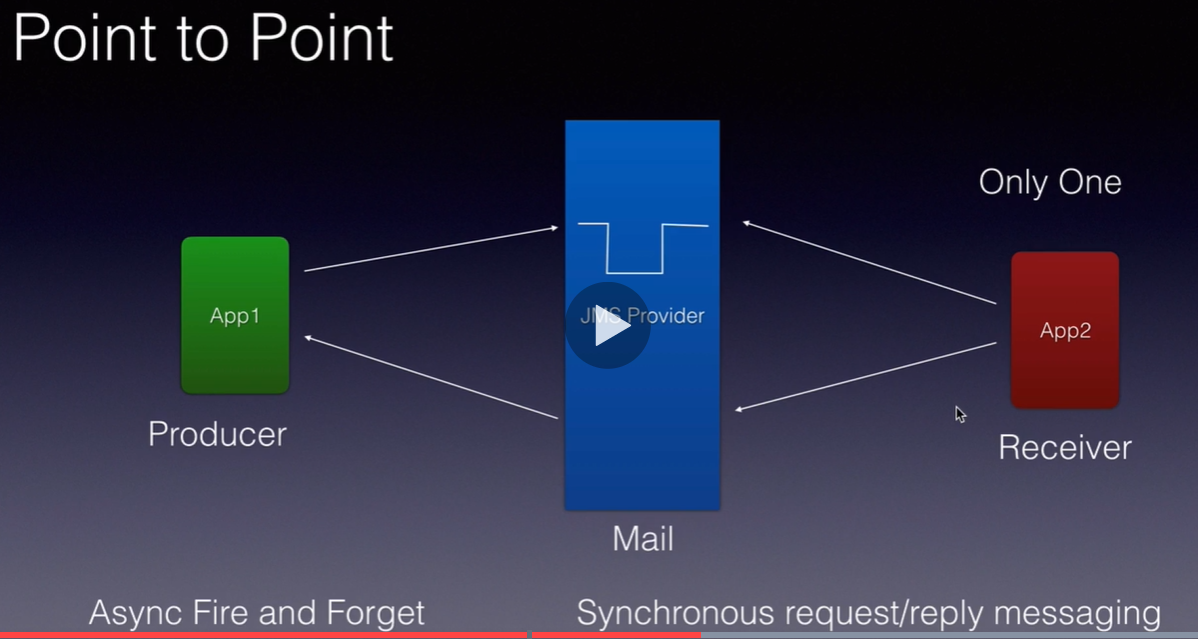 Point to Point
Only One
App1
JMS Provider
App2
Producer
Receiver
Mail
Async Fire and Forget
Synchronous request/reply messaging